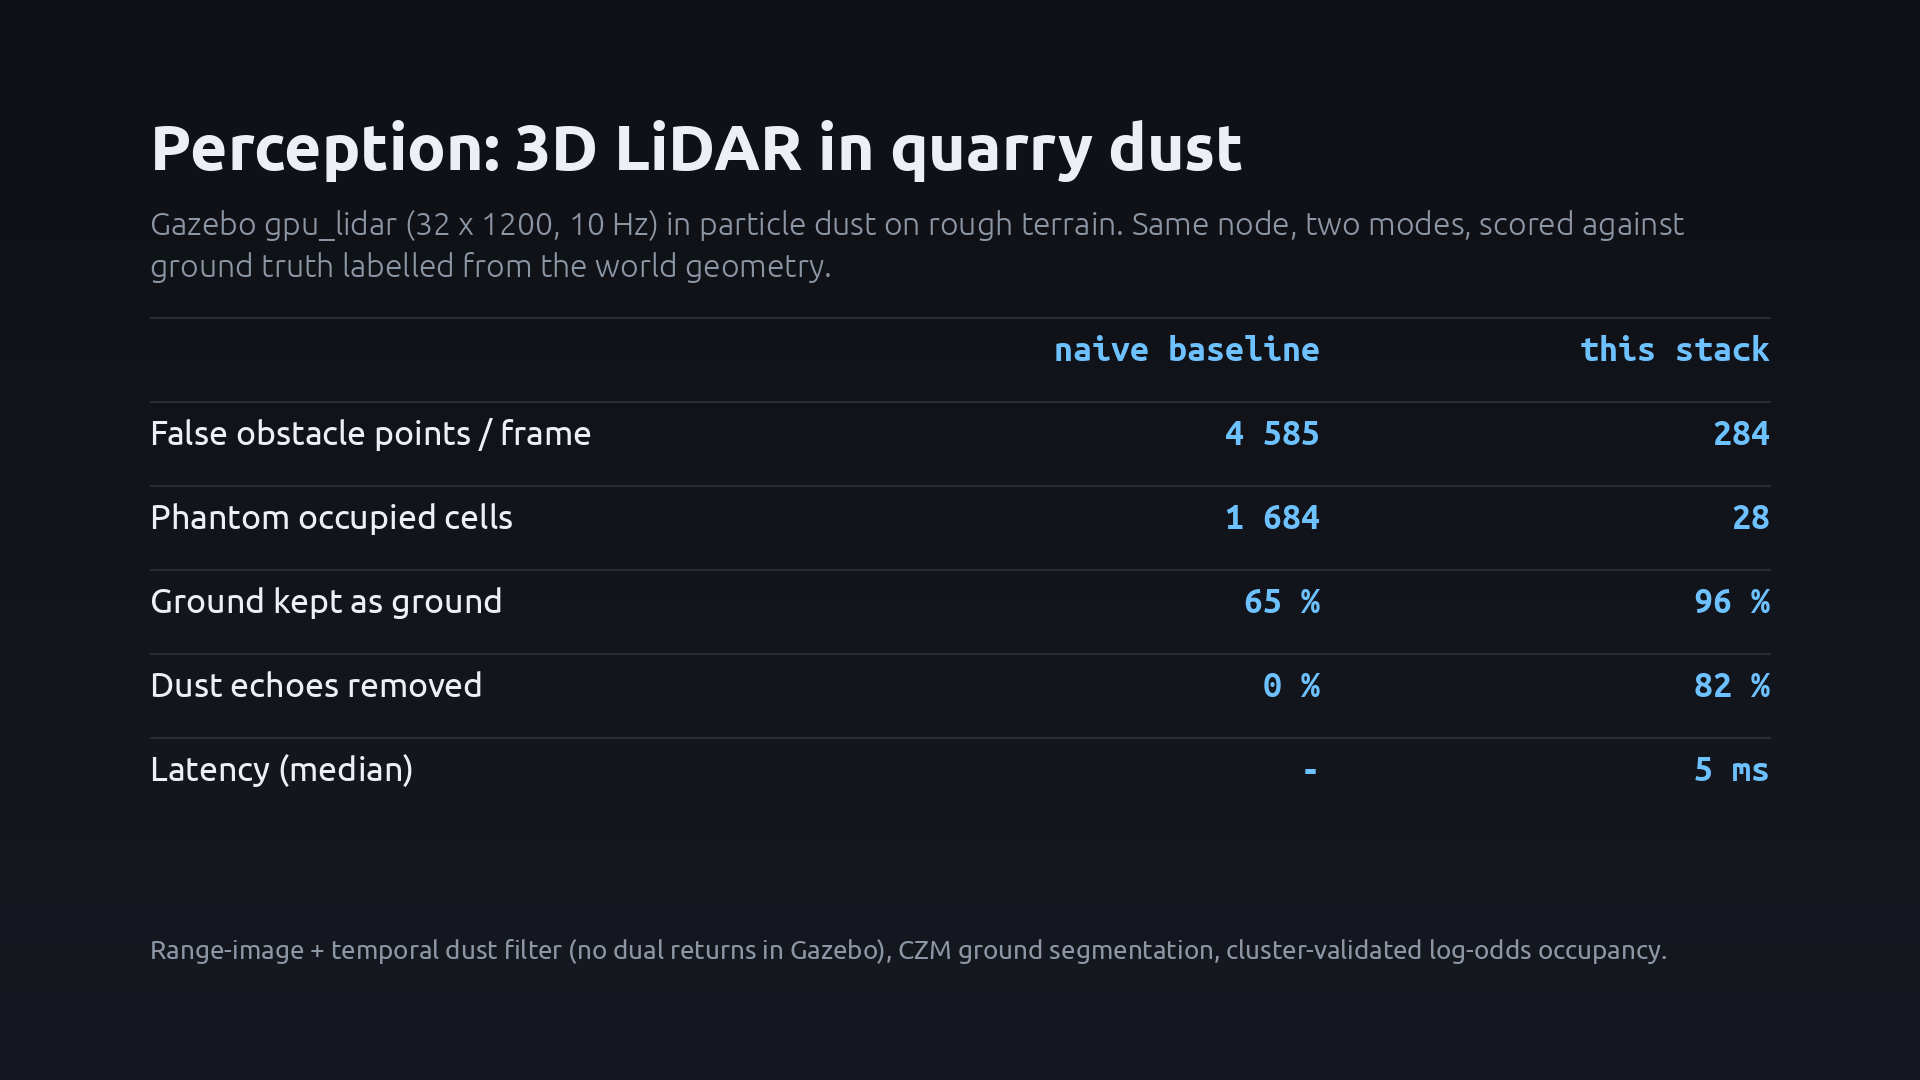 Perception: 3D LiDAR in quarry dust
Gazebo gpu_lidar (32 x 1200, 10 Hz) in particle dust on rough terrain. Same node, two modes, scored against
ground truth labelled from the world geometry.
naive baseline this stack
False obstacle points / frame 4 585 284
Phantom occupied cells 1 684 28
Ground kept as ground 65 % 96 %
Dust echoes removed 0 % 82 %
Latency (median) - 5 ms
Range-image + temporal dust filter (no dual returns in Gazebo), CZM ground segmentation, cluster-validated log-odds occupancy.